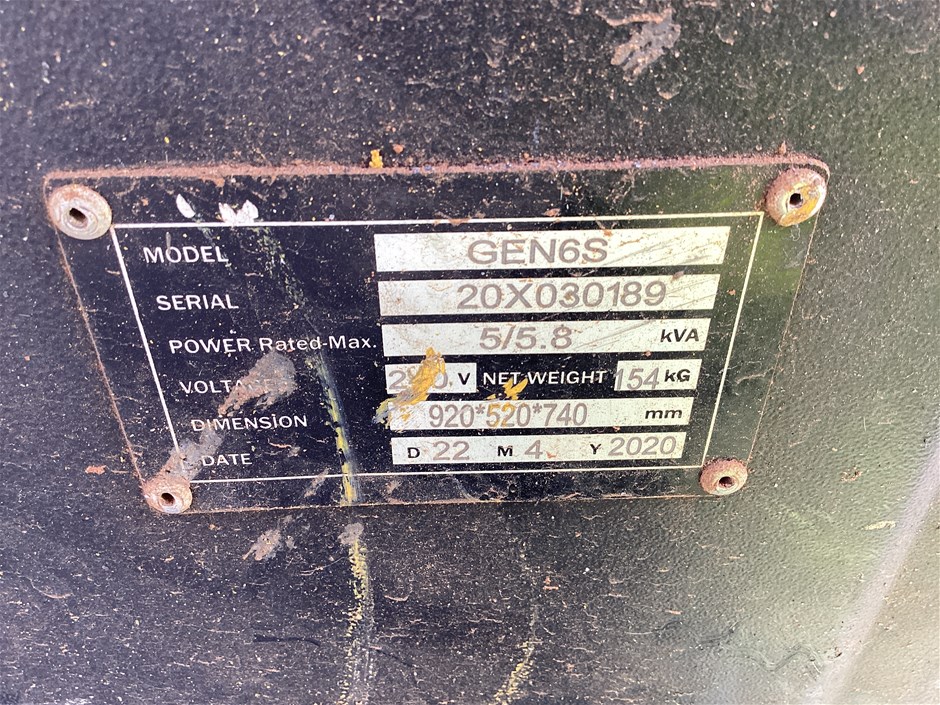 MODEL GEN6S
SERIAL 20X030189
POWER Rated-Max. 5/5.8 kVA
VOLTAGE V NET WEIGHT 154 KG
DIMENSION 920*520*740 mm
DATE D 22 M 4 Y 2020